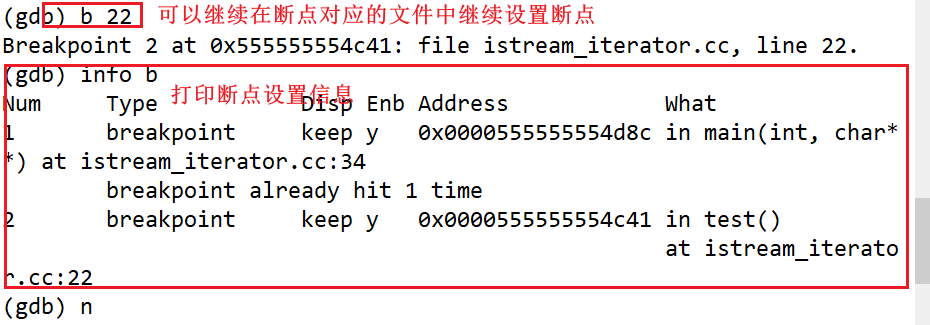 (gdb) b 22 可以继续在断点对应的文件中继续设置断点
Breakpoint 2 at 0x555555554c41: file istream_iterator.cc, line 22.
(gdb) info b
打印断点设置信息
Num Type Disp Enb Address What
1 breakpoint keep y 0x0000555555554d8c in main(int, char*
*) at istream_iterator.cc:34
breakpoint already hit 1 time
2 breakpoint keep y 0x0000555555554c41 in test()
at istream_iterato
r.cc:22
(gdb) n